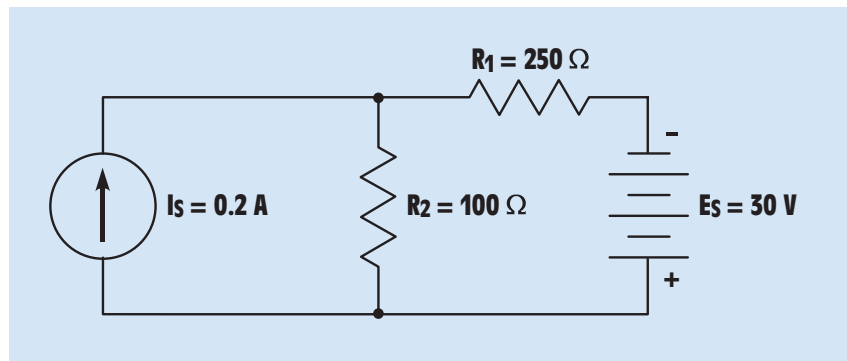 R1 = 250 Ω
-
IS = 0.2 A
R2 = 100 Ω
ES = 30 V
+